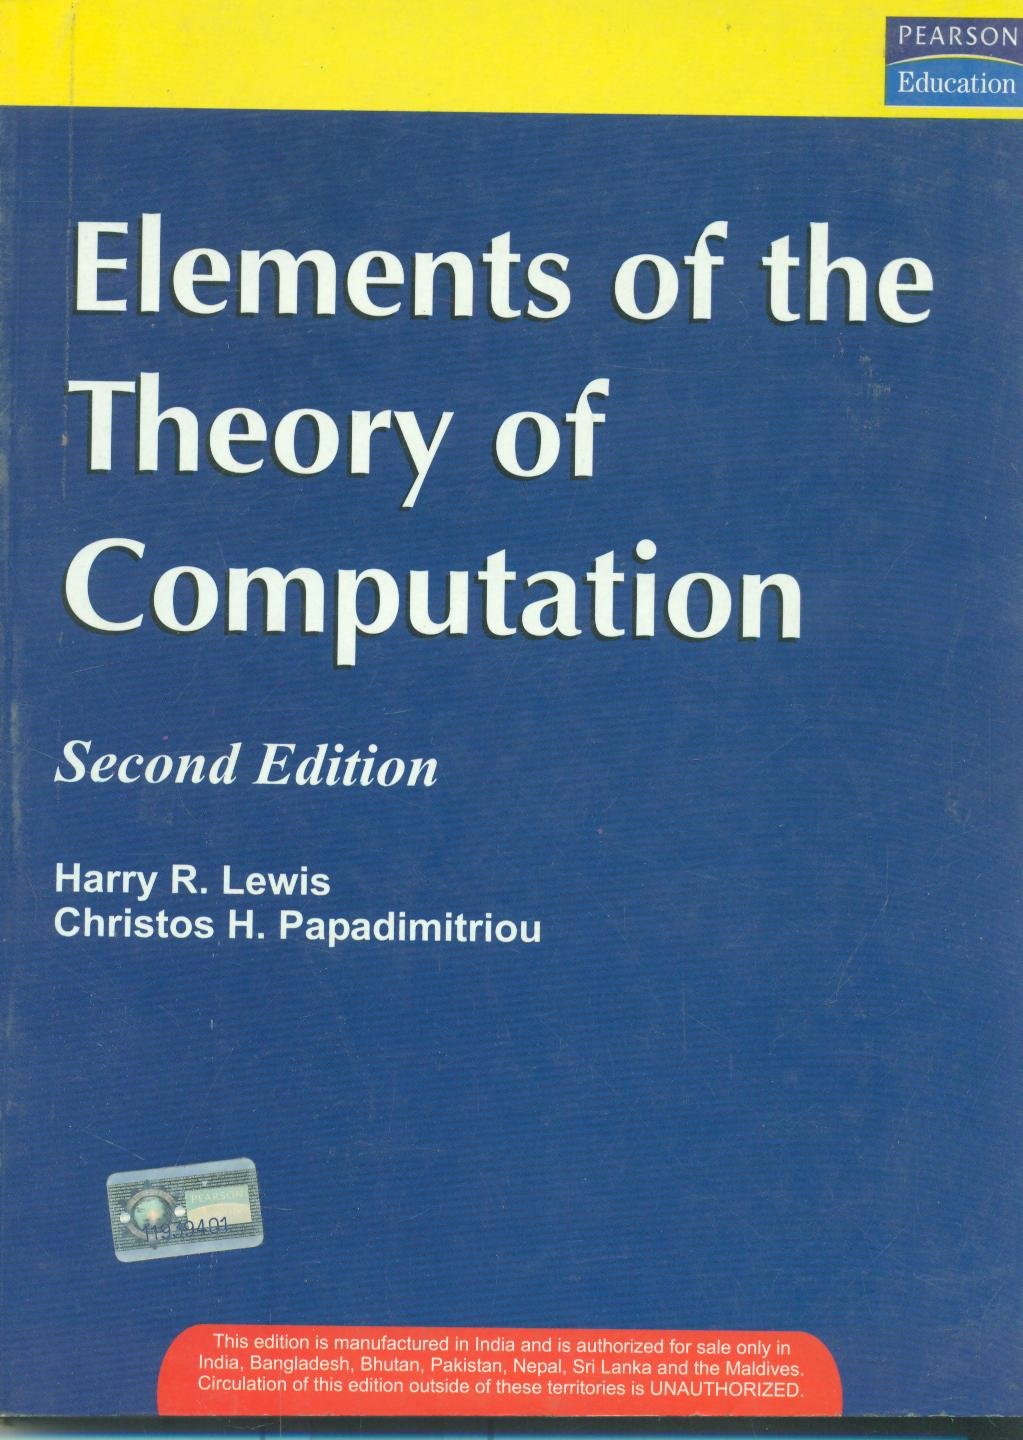 PEARSON
Education
Elements of the
Theory of
Computation
Second Edition
Harry R. Lewis
Christos H. Papadimitriou
PEARSON
This edition is manufactured in India and is authorized for sale only in
India, Bangladesh, Bhutan, Pakistan, Nepal, Sri Lanka and the Maldives.
Circulation of this edition outside of these territories is UNAUTHORIZED.